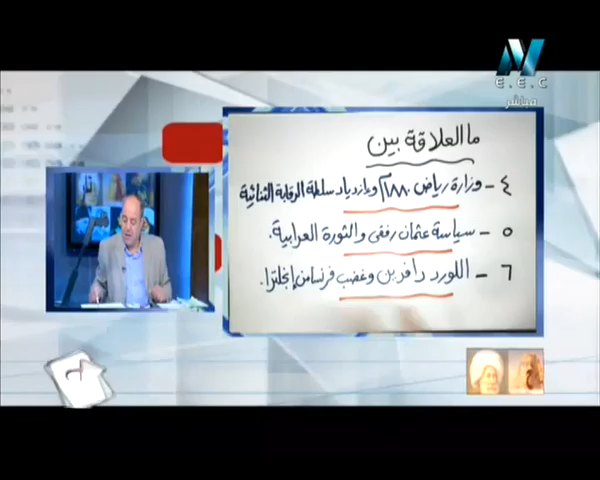 E.E.C
مباشر
ما العلاقة بين
٤ - وزارة رياض ١٨٨٠م وازدياد سلطة الرقابة الثنائية
٥ - سياسة عثمان رفقى والثورة العرابية.
٦ - اللورد دافرين وغضب فرنسا من إنجلترا.